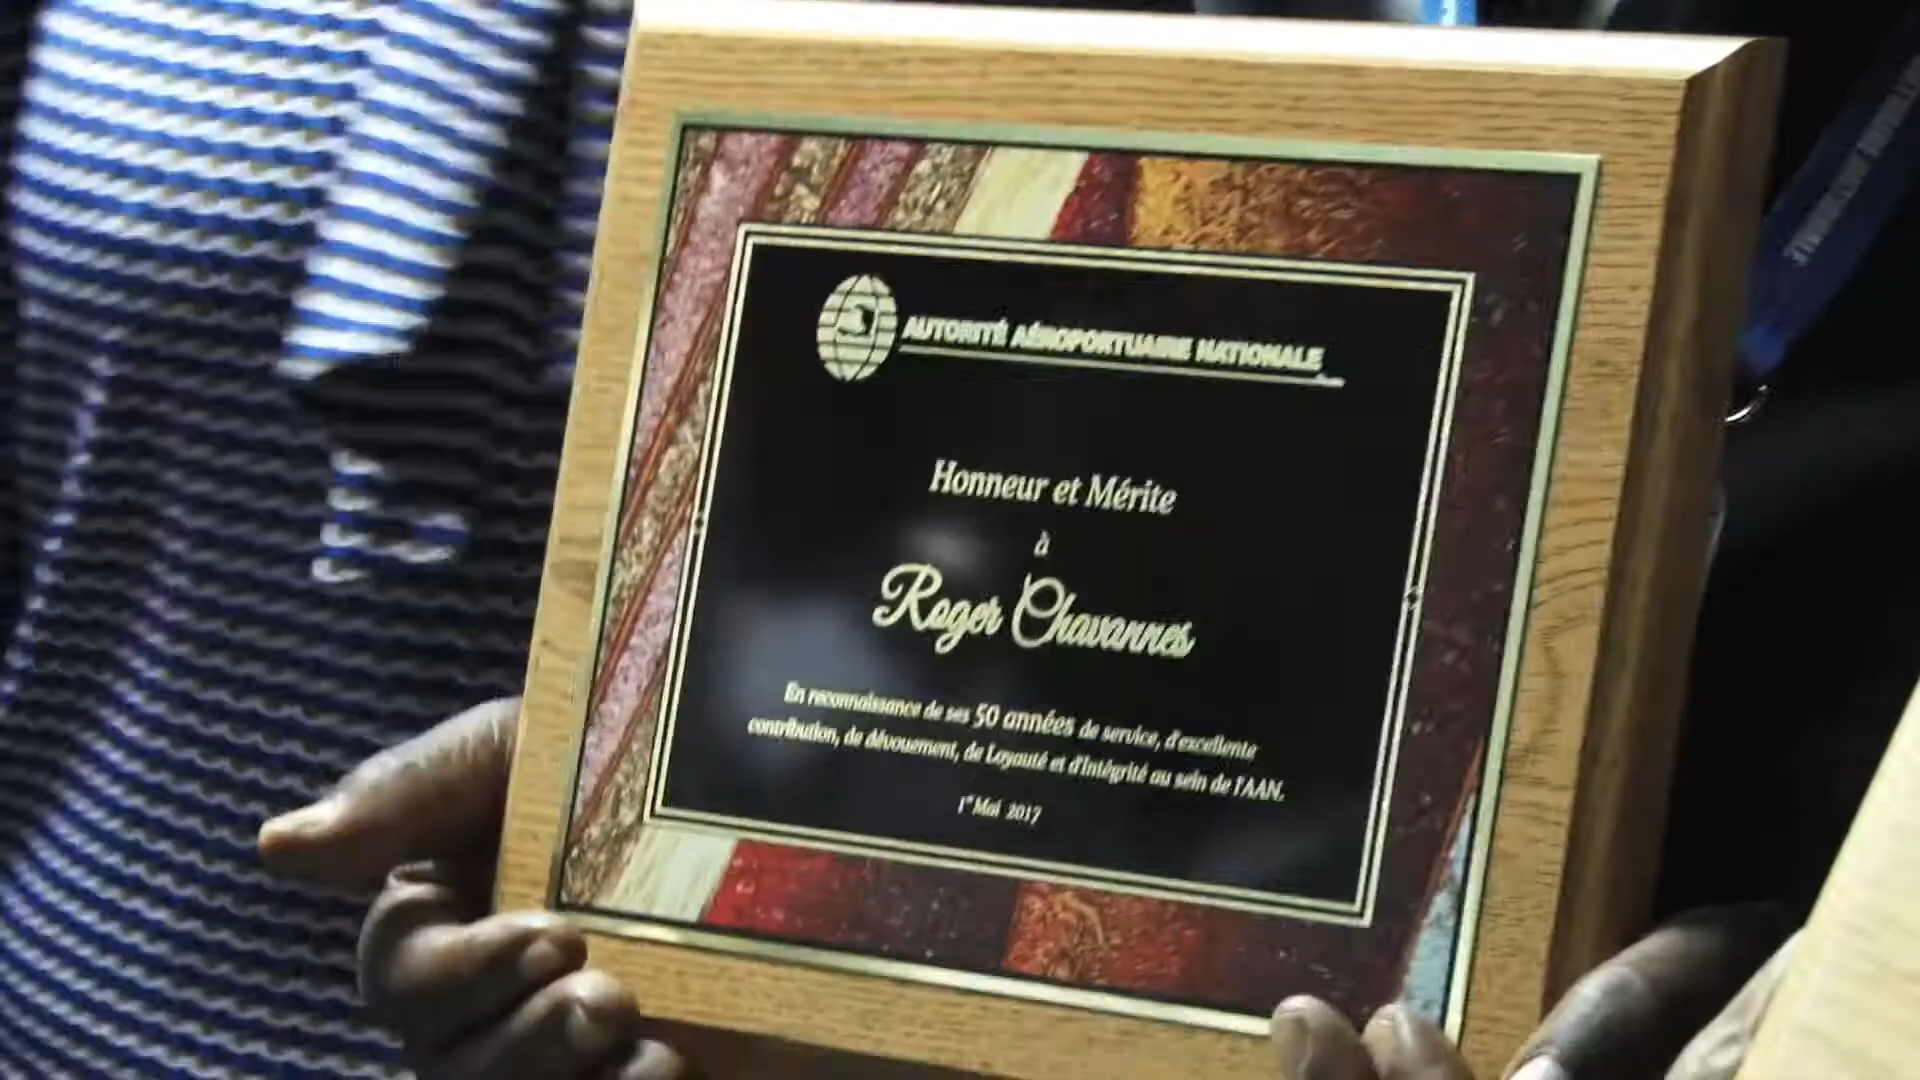 AUTORITÉ AÉROPORTUAIRE NATIONALE
Honneur et Mérite
à
Roger Chavannes
En reconnaissance de ses 50 années de service, d'excellente
contribution, de dévouement, de Loyauté et d'intégrité au sein de l'AAN.
1er Mai 2017